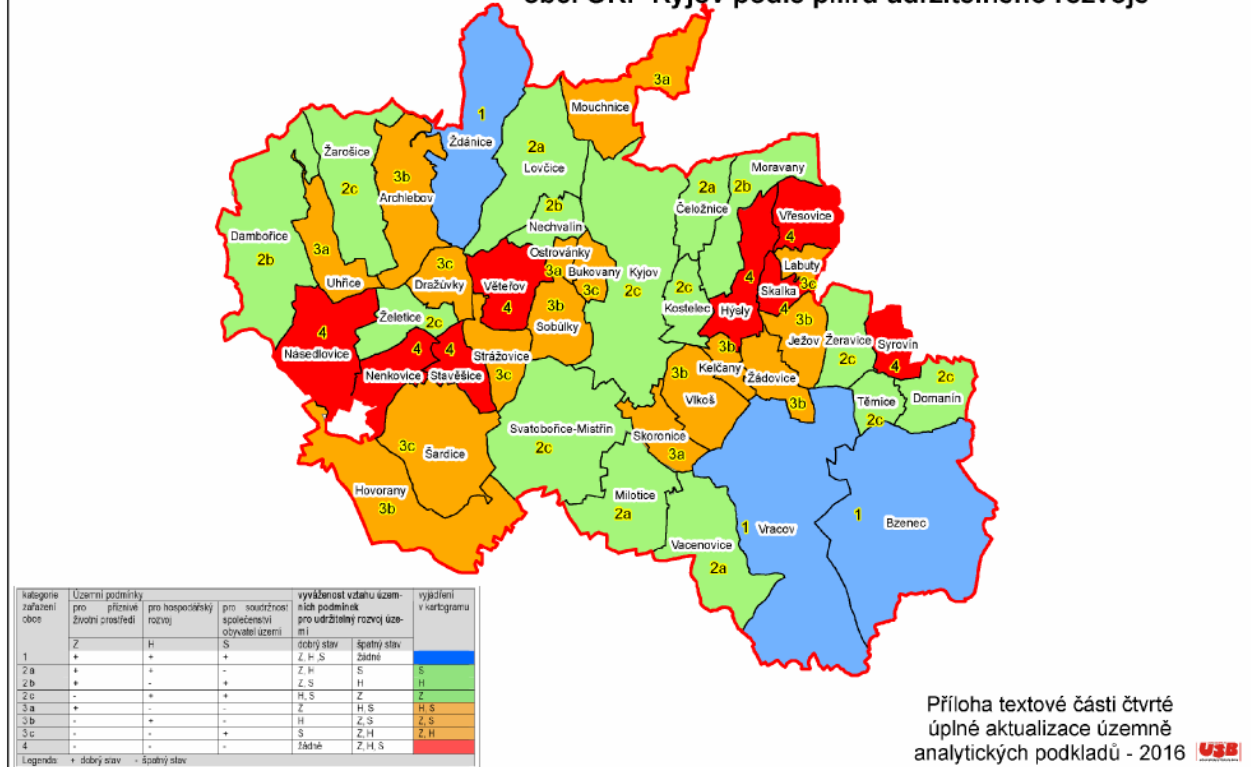 obcí ORP Kyjov podle pilířů udržitelného rozvoje
3a
Mouchnice
1
Ždánice
2a
Lovčice
Žarošice
2c
3b
Archlebov
Moravany
2a
2b
Čeložnice
Vřesovice
4
2b
Nechvalín
Dambořice
2b
3a
Uhřice
3c
Dražůvky
Ostrovánky
3a
Bukovany
3c
Kyjov
2c
Labuty
3c
Věteřov
4
4
Skalka
4
2c
Kostelec
Hýsly
3b
Sobůlky
3b
Ježov
Žeravice
2c
Syrovín
4
Želetice
2c
4
Násedlovice
4
Nenkovice
4
Stavěšice
Strážovice
3c
3b
Kelčany
Žádovice
3b
3b
Vlkoš
2c
Domanín
Těmice
2c
Svatobořice-Mistřín
2c
Skoronice
3a
3c
Šardice
Hovorany
3b
Milotice
2a
Vacenovice
2a
1
Vracov
1
Bzenec
kategorie zařazení obce
Územní podmínky
vyváženost vztahu územ-
ních podmínek
pro udržitelný rozvoj úze-
mí
vyjádření
v kartogramu
pro příznivé
životní prostředí
pro hospodářský
rozvoj
pro soudržnost
společenství
obyvatel území
Z H S dobrý stav špatný stav
1 + + + Z, H ,S žádné
2 a + + - Z, H S S
2 b + - + Z, S H H
2 c - + + H, S Z Z
3 a + - - Z H, S H, S
3 b - + - H Z, S Z, S
3 c - - + S Z, H Z, H
4 - - - žádné Z, H, S
Legenda: + dobrý stav - špatný stav
Příloha textové části čtvrté
úplné aktualizace územně
analytických podkladů - 2016
USB